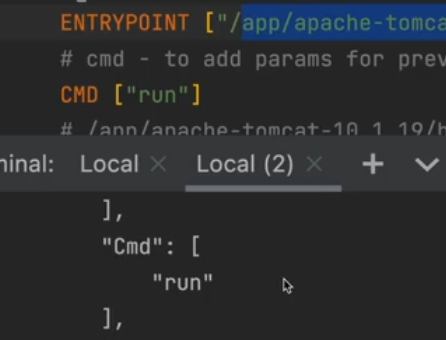 ENTRYPOINT ["/app/apache-tomca
# cmd - to add params for prev
CMD ["run"]
# /app/apache-tomcat-10.1.19/b
minal: Local × Local (2) ×
],
"Cmd": [
"run"
],